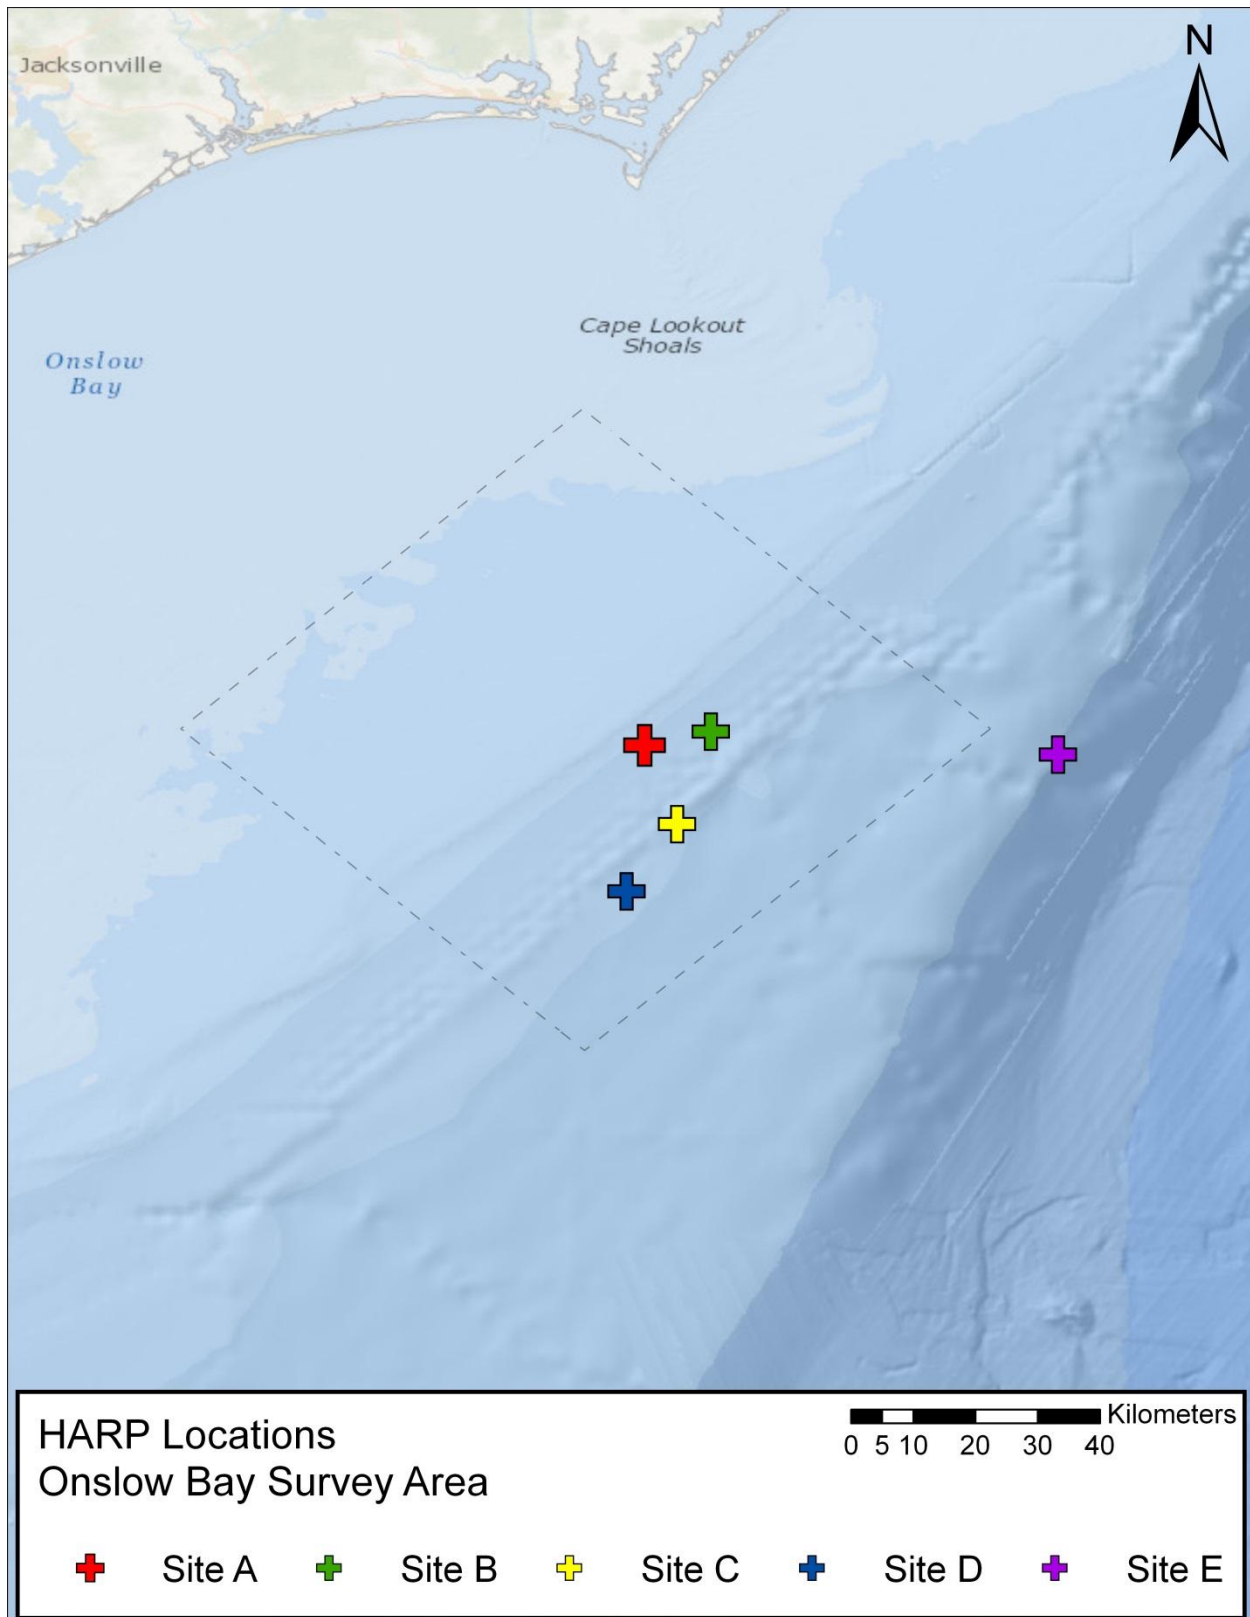 N
Jacksonville
Cape Lookout
Shoals
Onslow
Bay
HARP Locations
Onslow Bay Survey Area
Kilometers
0 5 10 20 30 40
Site A Site B Site C Site D Site E